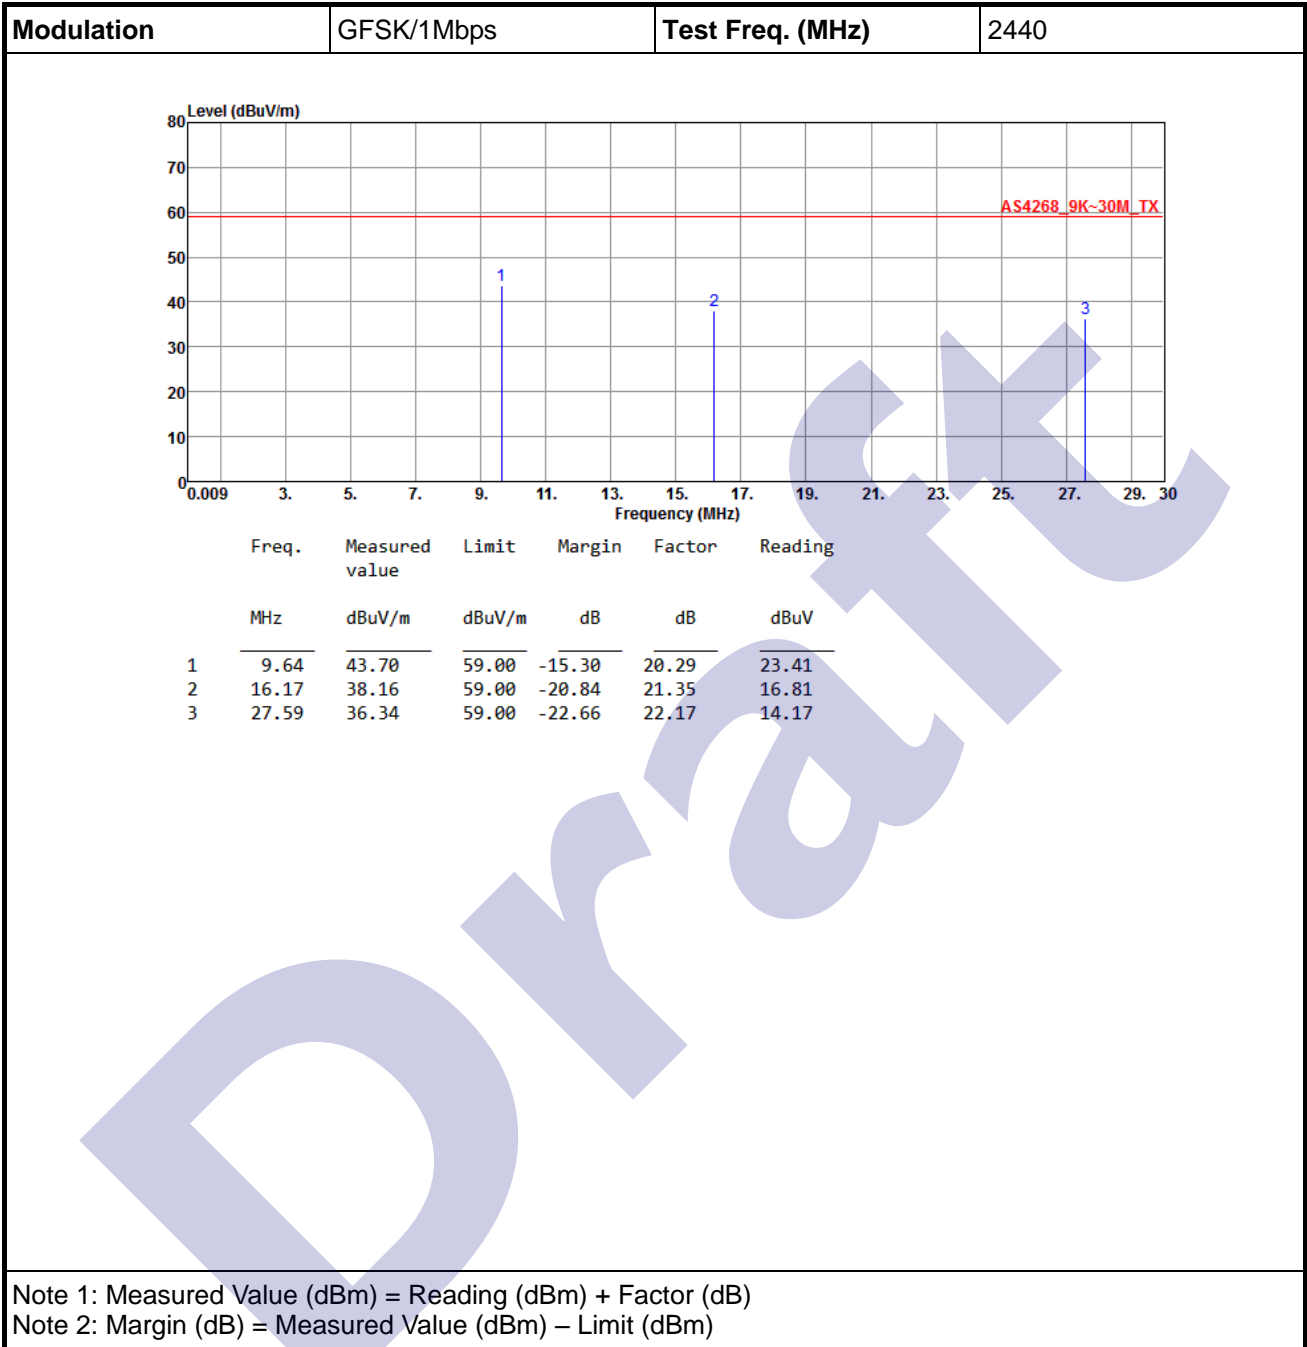 Modulation GFSK/1Mbps Test Freq. (MHz) 2440
Level (dBuV/m)
80
70
AS4268_9K~30M_TX
60
50
1
2
40
3
30
20
10
0
0.009 3. 5. 7. 9. 11. 13. 15. 17. 19. 21. 23. 25. 27. 29. 30
Frequency (MHz)
Freq. Measured Limit Margin Factor Reading
value
MHz dBuV/m dBuV/m dB dB dBuV
1 9.64 43.70 59.00 -15.30 20.29 23.41
2 16.17 38.16 59.00 -20.84 21.35 16.81
3 27.59 36.34 59.00 -22.66 22.17 14.17
Draft
Note 1: Measured Value (dBm) = Reading (dBm) + Factor (dB)
Note 2: Margin (dB) = Measured Value (dBm) – Limit (dBm)